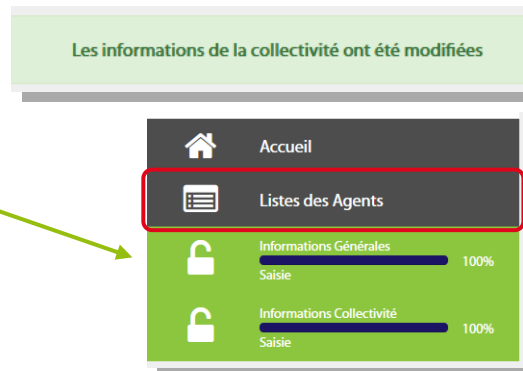 Les informations de la collectivité ont été modifiées
Accueil
Listes des Agents
Informations Générales
100%
Saisie
Informations Collectivité
100%
Saisie